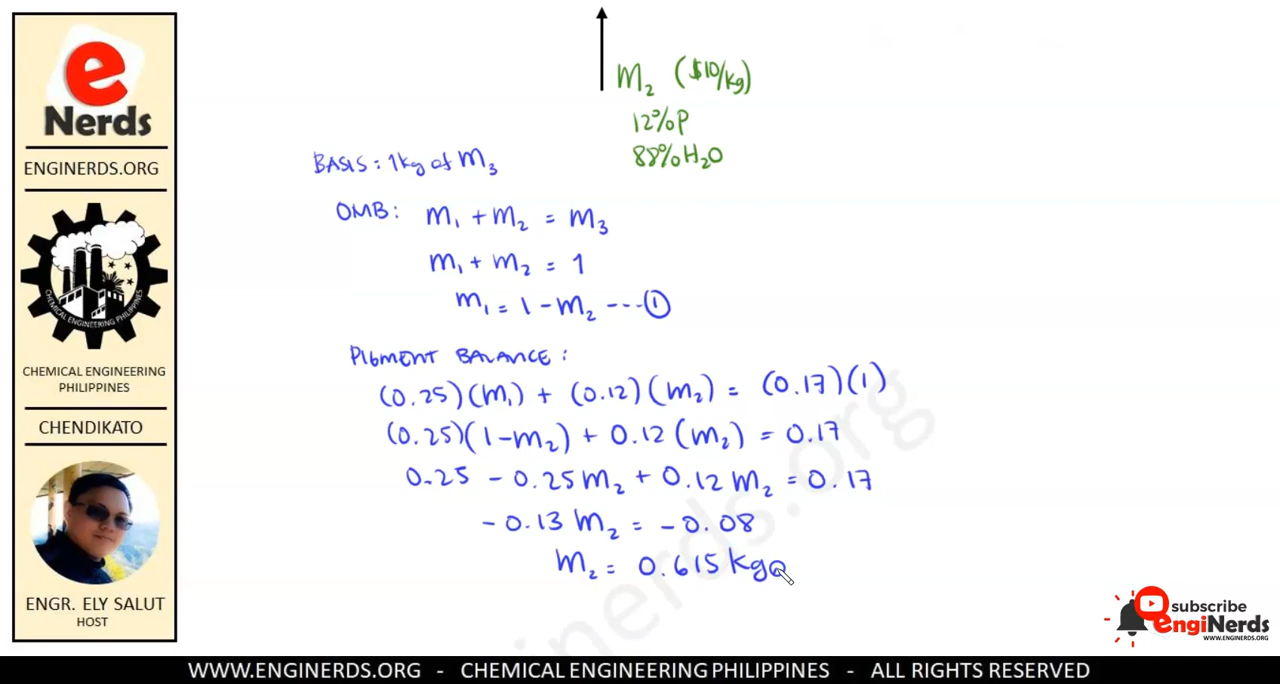 e
Nerds
ENGINERDS.ORG
CHEMICAL ENGINEERING PHILIPPINES
CHEMICAL ENGINEERING
PHILIPPINES
CHENDIKATO
ENGR. ELY SALUT
HOST
m₂ ($10/kg)
12%P
88%H₂O
BASIS: 1kg of m₃
OMB: m₁ + m₂ = m₃
m₁ + m₂ = 1
m₁ = 1 - m₂ ---①
PIGMENT BALANCE:
(0.25)(m₁) + (0.12)(m₂) = (0.17)(1)
(0.25)(1-m₂) + 0.12(m₂) = 0.17
0.25 - 0.25m₂ + 0.12m₂ = 0.17
-0.13m₂ = -0.08
m₂ = 0.615 kg
inerds.org
subscribe
engiNerds
WWW.ENGINERDS.ORG
WWW.ENGINERDS.ORG - CHEMICAL ENGINEERING PHILIPPINES - ALL RIGHTS RESERVED